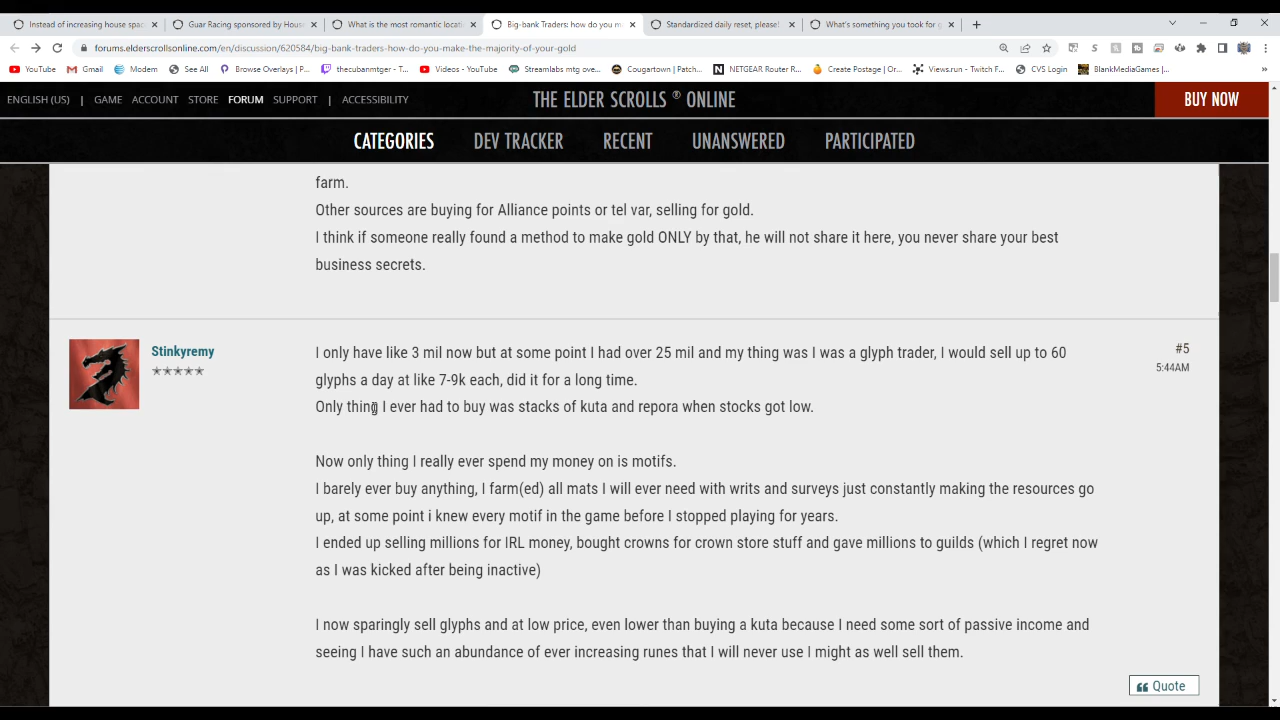 Instead of increasing house spac
Guar Racing sponsored by Hous
What is the most romantic locati
Big-bank Traders: how do you m
Standardized daily reset, please!
What's something you took for g
forums.elderscrollsonline.com/en/discussion/620584/big-bank-traders-how-do-you-make-the-majority-of-your-gold
YouTube Gmail Modem See All Browse Overlays | P... thecubanmtger - T... Videos - YouTube Streamlabs mtg ove... Cougartown | Patch... NETGEAR Router R... Create Postage | Or... Views.run - Twitch F... CVS Login BlankMediaGames |... »
ENGLISH (US) | GAME ACCOUNT STORE FORUM SUPPORT | ACCESSIBILITY
THE ELDER SCROLLS ® ONLINE
BUY NOW
CATEGORIES DEV TRACKER RECENT UNANSWERED PARTICIPATED
farm.
Other sources are buying for Alliance points or tel var, selling for gold.
I think if someone really found a method to make gold ONLY by that, he will not share it here, you never share your best
business secrets.
Stinkyremy
★★★★★
#5
5:44AM
I only have like 3 mil now but at some point I had over 25 mil and my thing was I was a glyph trader, I would sell up to 60
glyphs a day at like 7-9k each, did it for a long time.
Only thing I ever had to buy was stacks of kuta and repora when stocks got low.
Now only thing I really ever spend my money on is motifs.
I barely ever buy anything, I farm(ed) all mats I will ever need with writs and surveys just constantly making the resources go
up, at some point i knew every motif in the game before I stopped playing for years.
I ended up selling millions for IRL money, bought crowns for crown store stuff and gave millions to guilds (which I regret now
as I was kicked after being inactive)
I now sparingly sell glyphs and at low price, even lower than buying a kuta because I need some sort of passive income and
seeing I have such an abundance of ever increasing runes that I will never use I might as well sell them.
Quote